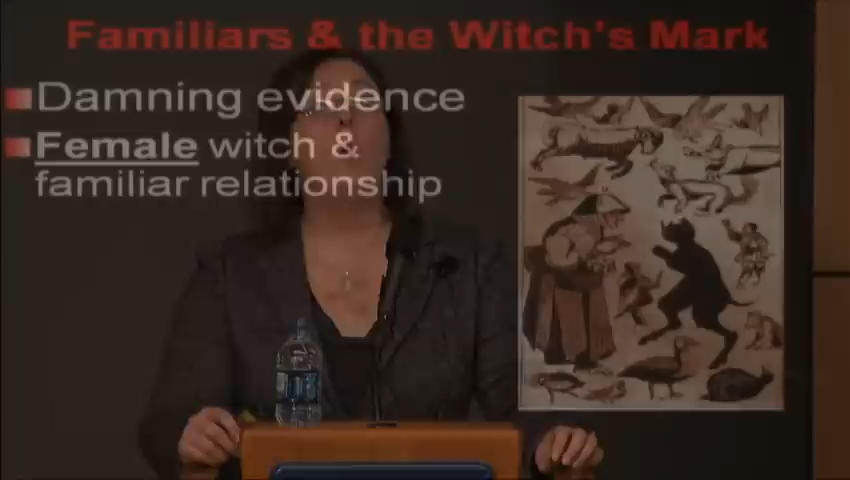 Familiars & the Witch's Mark
Damning evidence
Female witch &
familiar relationship